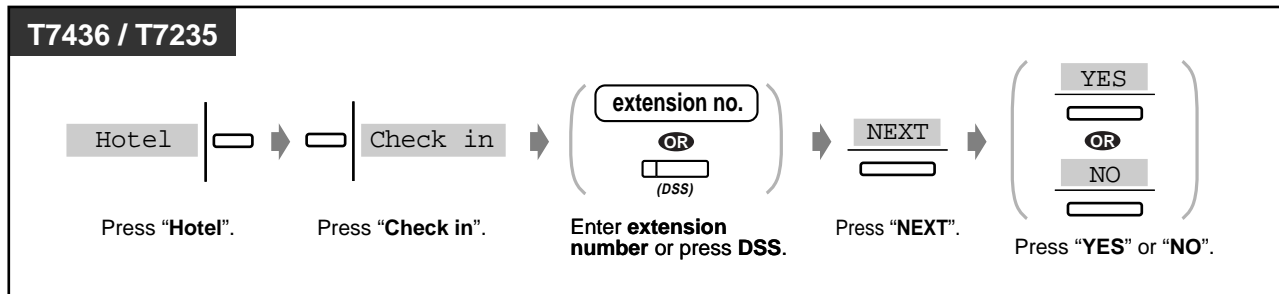 T7436 / T7235
Hotel
Check in
extension no.
OR
(DSS)
NEXT
YES
OR
NO
Press “Hotel”.
Press “Check in”.
Enter extension
number or press DSS.
Press “NEXT”.
Press “YES” or “NO”.